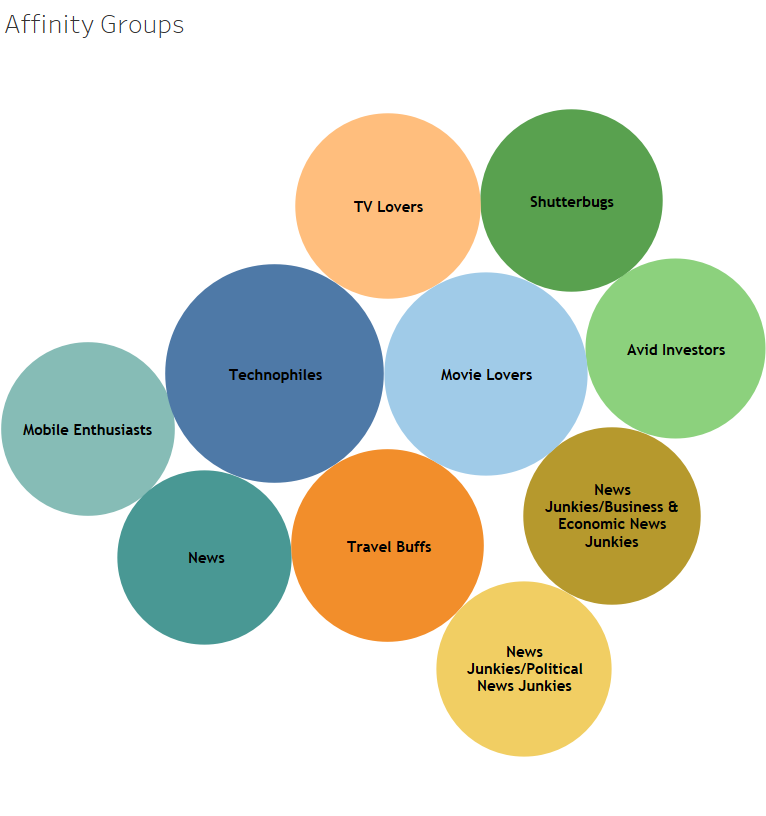 Affinity Groups
TV Lovers
Shutterbugs
Avid Investors
Technophiles
Movie Lovers
Mobile Enthusiasts
News
Junkies/Business &
Economic News
Junkies
News
Travel Buffs
News
Junkies/Political
News Junkies